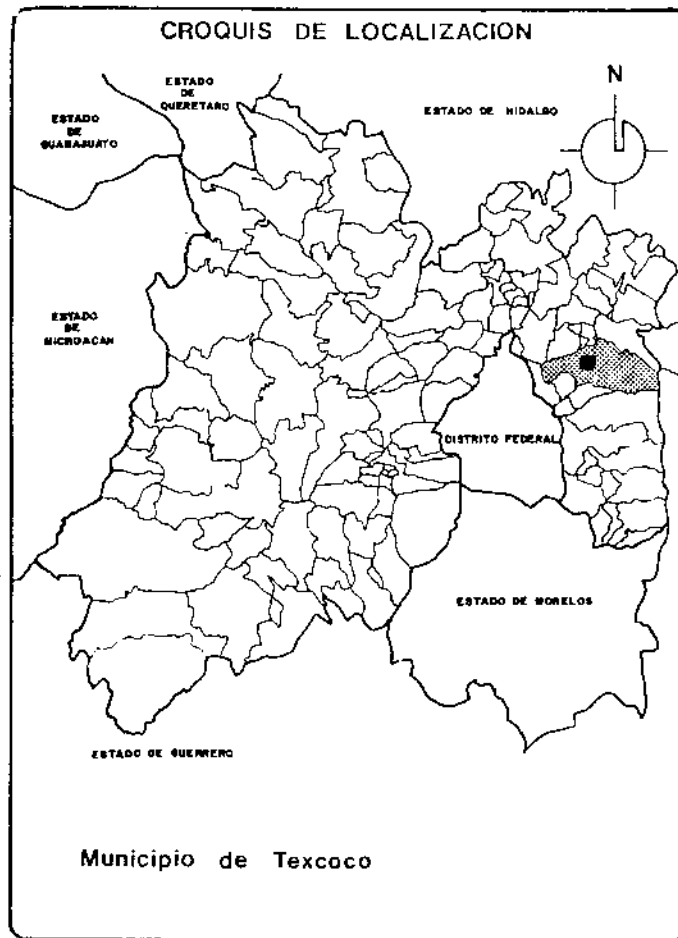 CROQUIS DE LOCALIZACION
ESTADO
DE
QUERETARO
N
ESTADO DE HIDALGO
ESTADO
DE
GUANAJUATO
ESTADO
DE
MICHOACAN
DISTRITO FEDERAL
ESTADO DE MORELOS
ESTADO DE GUERRERO
Municipio de Texcoco